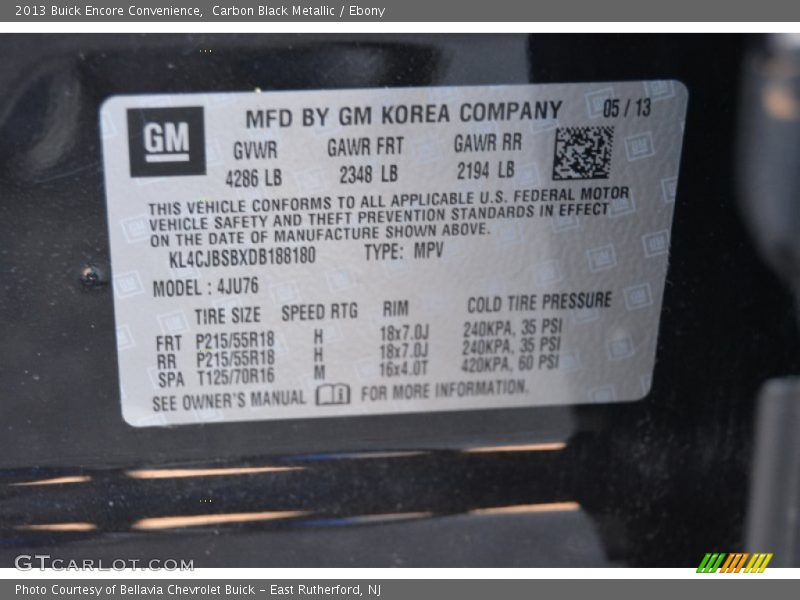 2013 Buick Encore Convenience,  Carbon Black Metallic / Ebony
GM
MFD BY GM KOREA COMPANY 05 / 13
GVWR GAWR FRT GAWR RR
4286 LB 2348 LB 2194 LB
THIS VEHICLE CONFORMS TO ALL APPLICABLE U.S. FEDERAL MOTOR
VEHICLE SAFETY AND THEFT PREVENTION STANDARDS IN EFFECT
ON THE DATE OF MANUFACTURE SHOWN ABOVE.
KL4CJBSBXDB188180 TYPE: MPV
MODEL : 4JU76
TIRE SIZE SPEED RTG RIM COLD TIRE PRESSURE
FRT P215/55R18 H 18x7.0J 240KPA, 35 PSI
RR P215/55R18 H 18x7.0J 240KPA, 35 PSI
SPA T125/70R16 M 16x4.0T 420KPA, 60 PSI
SEE OWNER'S MANUAL FOR MORE INFORMATION.
GTCARLOT.COM
Photo Courtesy of Bellavia Chevrolet Buick - East Rutherford, NJ